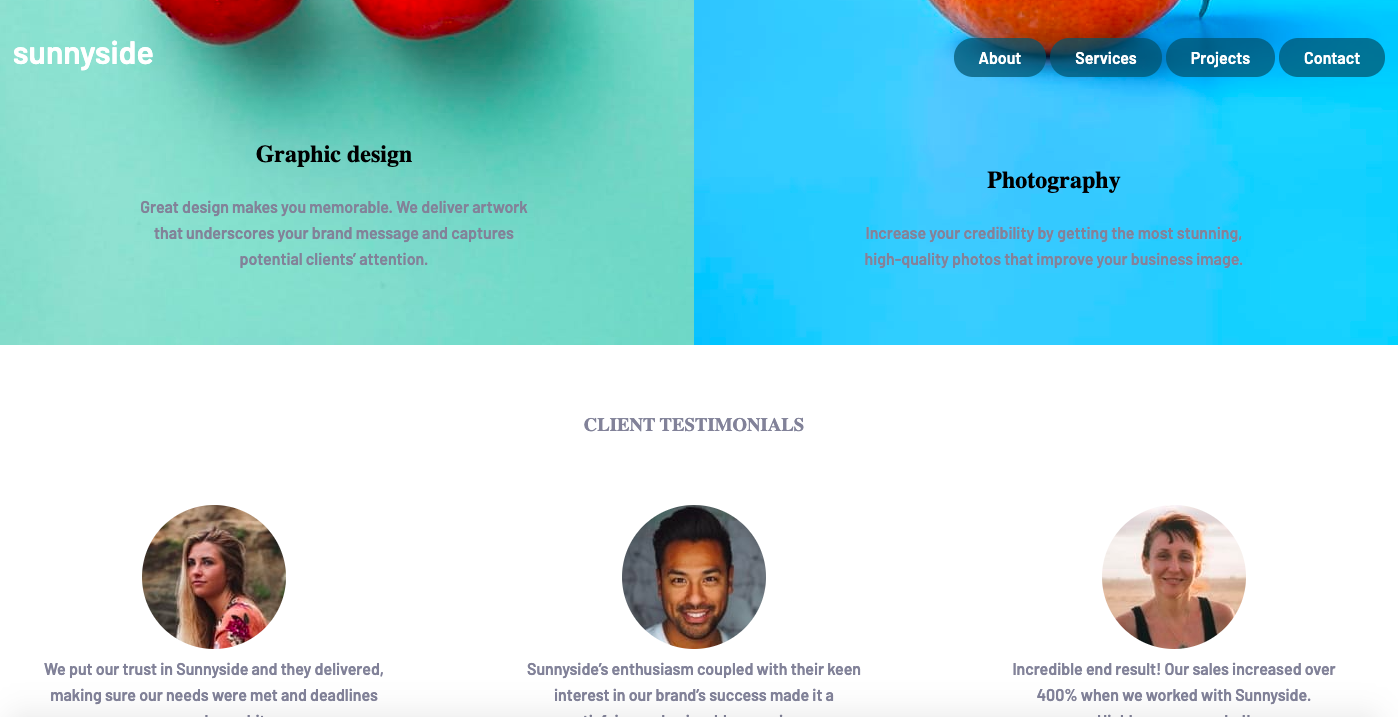 sunnyside
About
Services
Projects
Contact
Graphic design
Great design makes you memorable. We deliver artwork
that underscores your brand message and captures
potential clients’ attention.
Photography
Increase your credibility by getting the most stunning,
high-quality photos that improve your business image.
CLIENT TESTIMONIALS
We put our trust in Sunnyside and they delivered,
making sure our needs were met and deadlines
Sunnyside’s enthusiasm coupled with their keen
interest in our brand’s success made it a
Incredible end result! Our sales increased over
400% when we worked with Sunnyside.